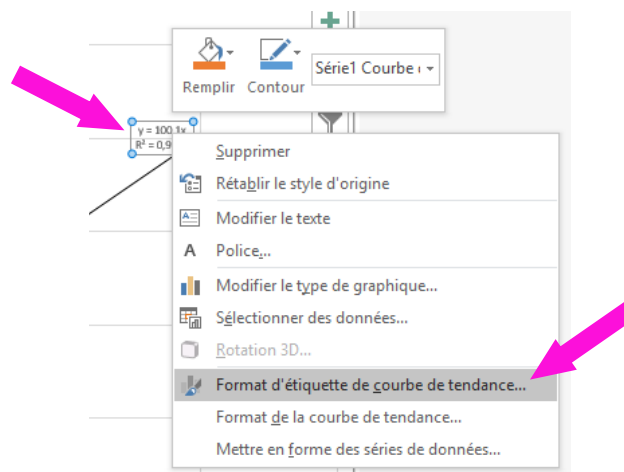 Remplir Contour
Série1 Courbe
y = 100,1x
R² = 0,9
Supprimer
Rétablir le style d'origine
Modifier le texte
Police...
Modifier le type de graphique...
Sélectionner des données...
Rotation 3D...
Format d'étiquette de courbe de tendance...
Format de la courbe de tendance...
Mettre en forme des séries de données...